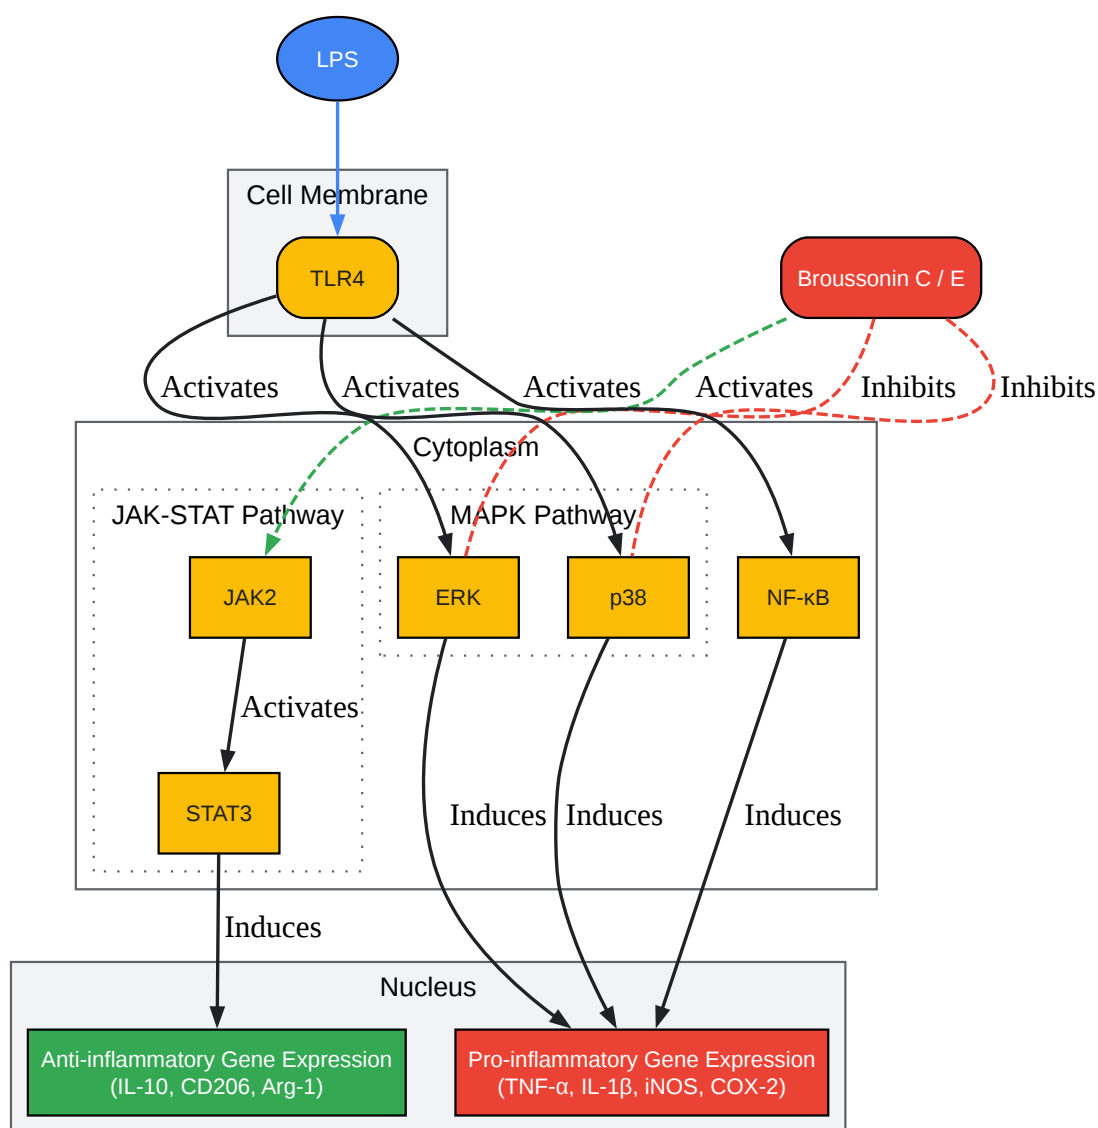 LPS
Cell Membrane
TLR4
Broussonin C / E
Activates
Activates
Activates
Activates
Inhibits
Inhibits
Cytoplasm
JAK-STAT Pathway
MAPK Pathway
JAK2
ERK
p38
NF-κB
Activates
STAT3
Induces
Induces
Induces
Induces
Nucleus
Anti-inflammatory Gene Expression
(IL-10, CD206, Arg-1)
Pro-inflammatory Gene Expression
(TNF-α, IL-1β, iNOS, COX-2)